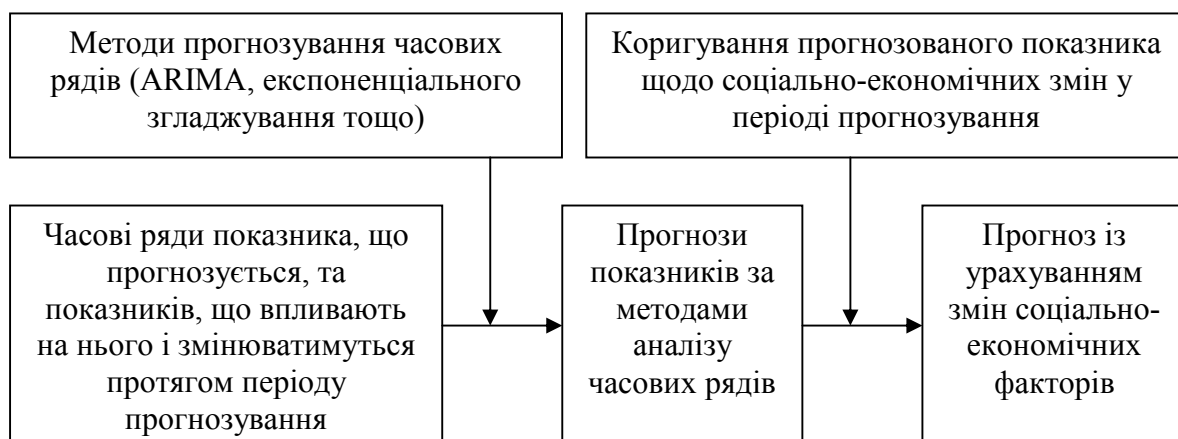 Методи прогнозування часових
рядів (ARIMA, експоненціального
згладжування тощо)
Коригування прогнозованого показника
щодо соціально-економічних змін у
періоді прогнозування
Часові ряди показника, що
прогнозується, та
показників, що впливають
на нього і змінюватимуться
протягом періоду
прогнозування
Прогнози
показників за
методами
аналізу
часових рядів
Прогноз із
урахуванням
змін соціально-
економічних
факторів